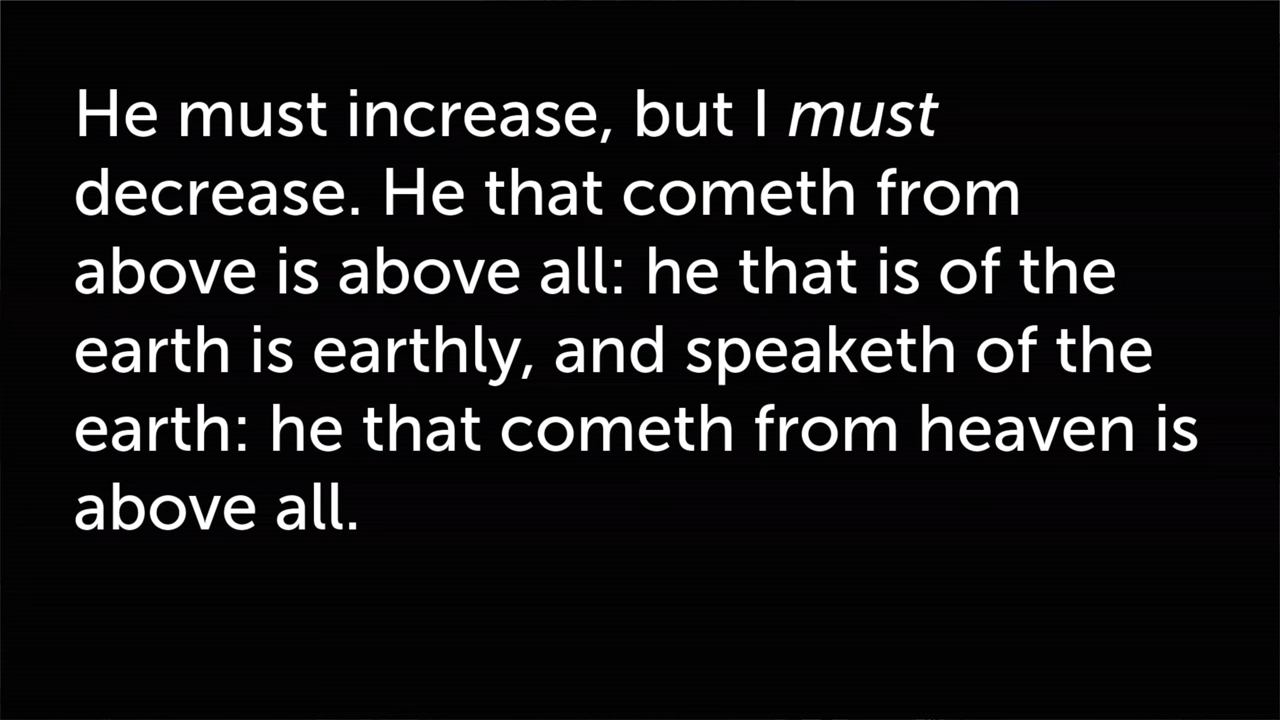 He must increase, but I must
decrease. He that cometh from
above is above all: he that is of the
earth is earthly, and speaketh of the
earth: he that cometh from heaven is
above all.